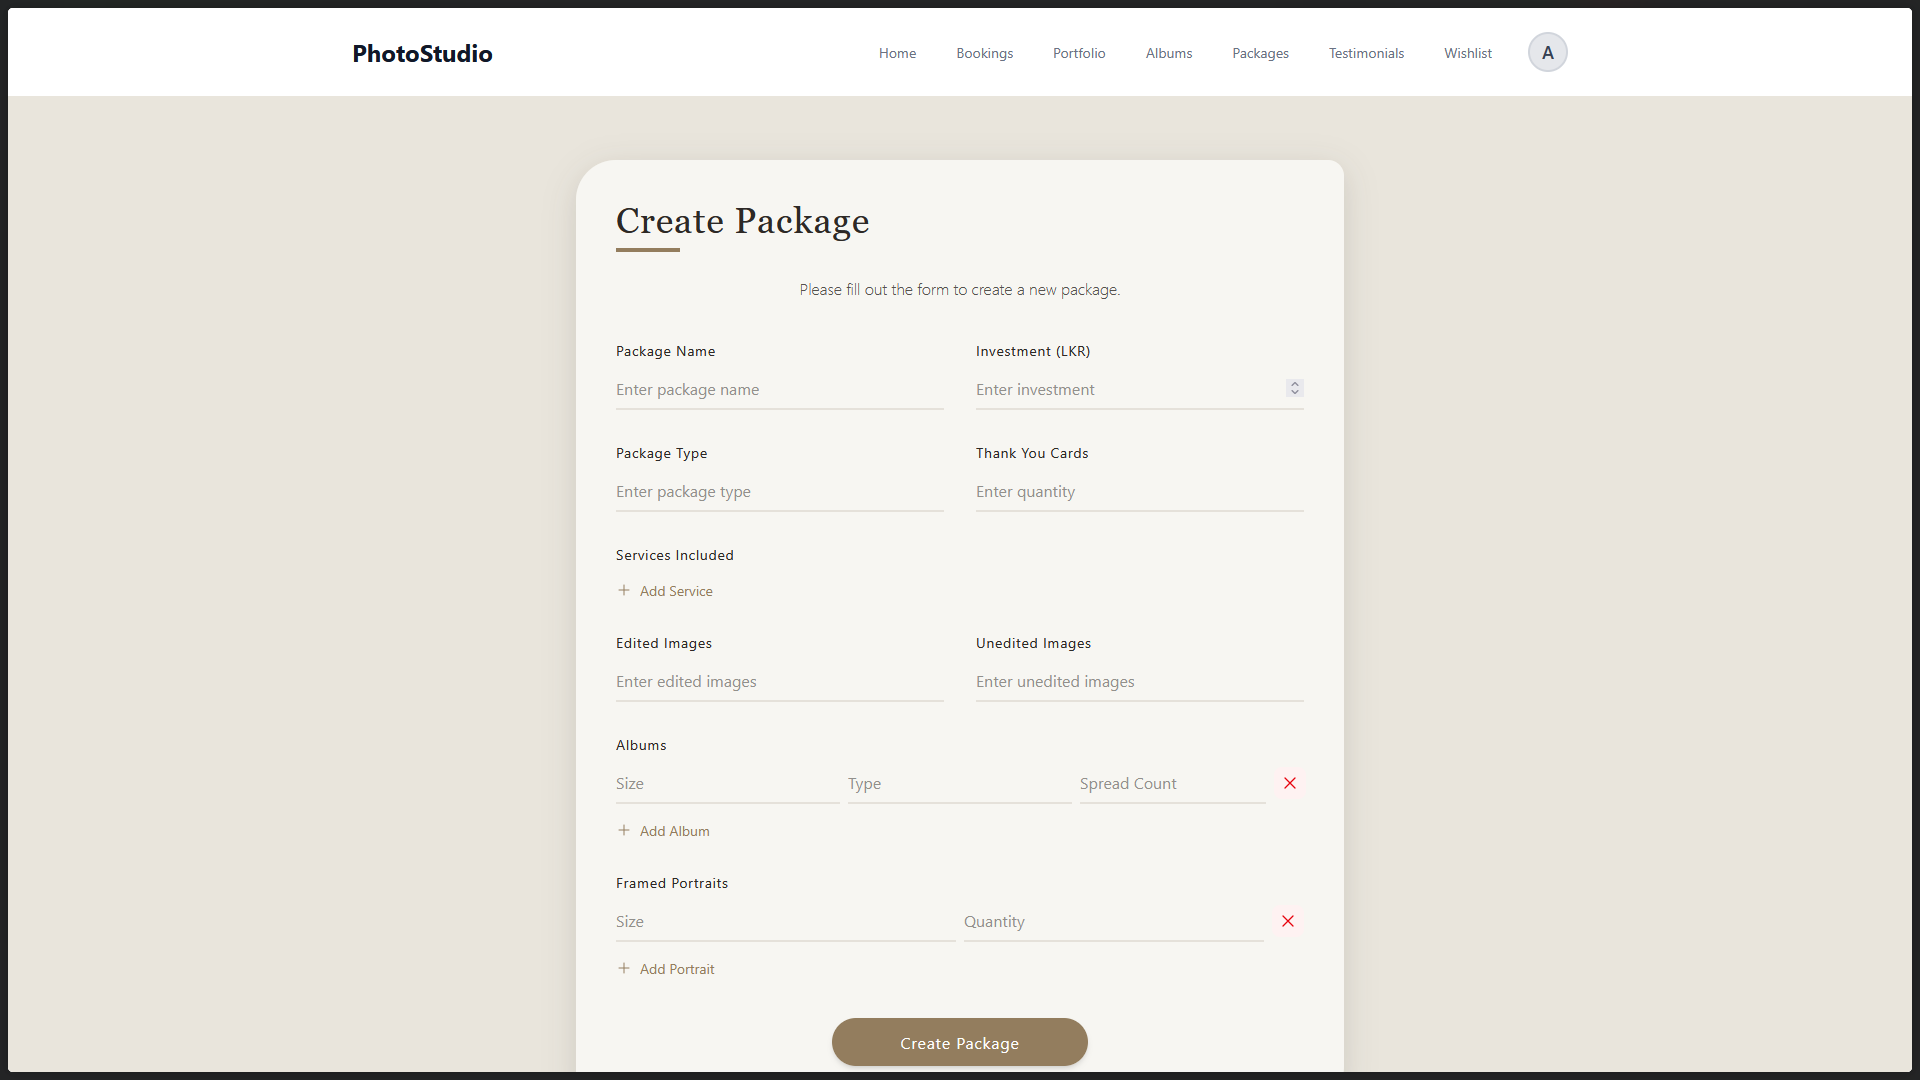 PhotoStudio
Home Bookings Portfolio Albums Packages Testimonials Wishlist A
Create Package
Please fill out the form to create a new package.
Package Name Investment (LKR)
Enter package name Enter investment
Package Type Thank You Cards
Enter package type Enter quantity
Services Included
Add Service
Edited Images Unedited Images
Enter edited images Enter unedited images
Albums
Size Type Spread Count
Add Album
Framed Portraits
Size Quantity
Add Portrait
Create Package